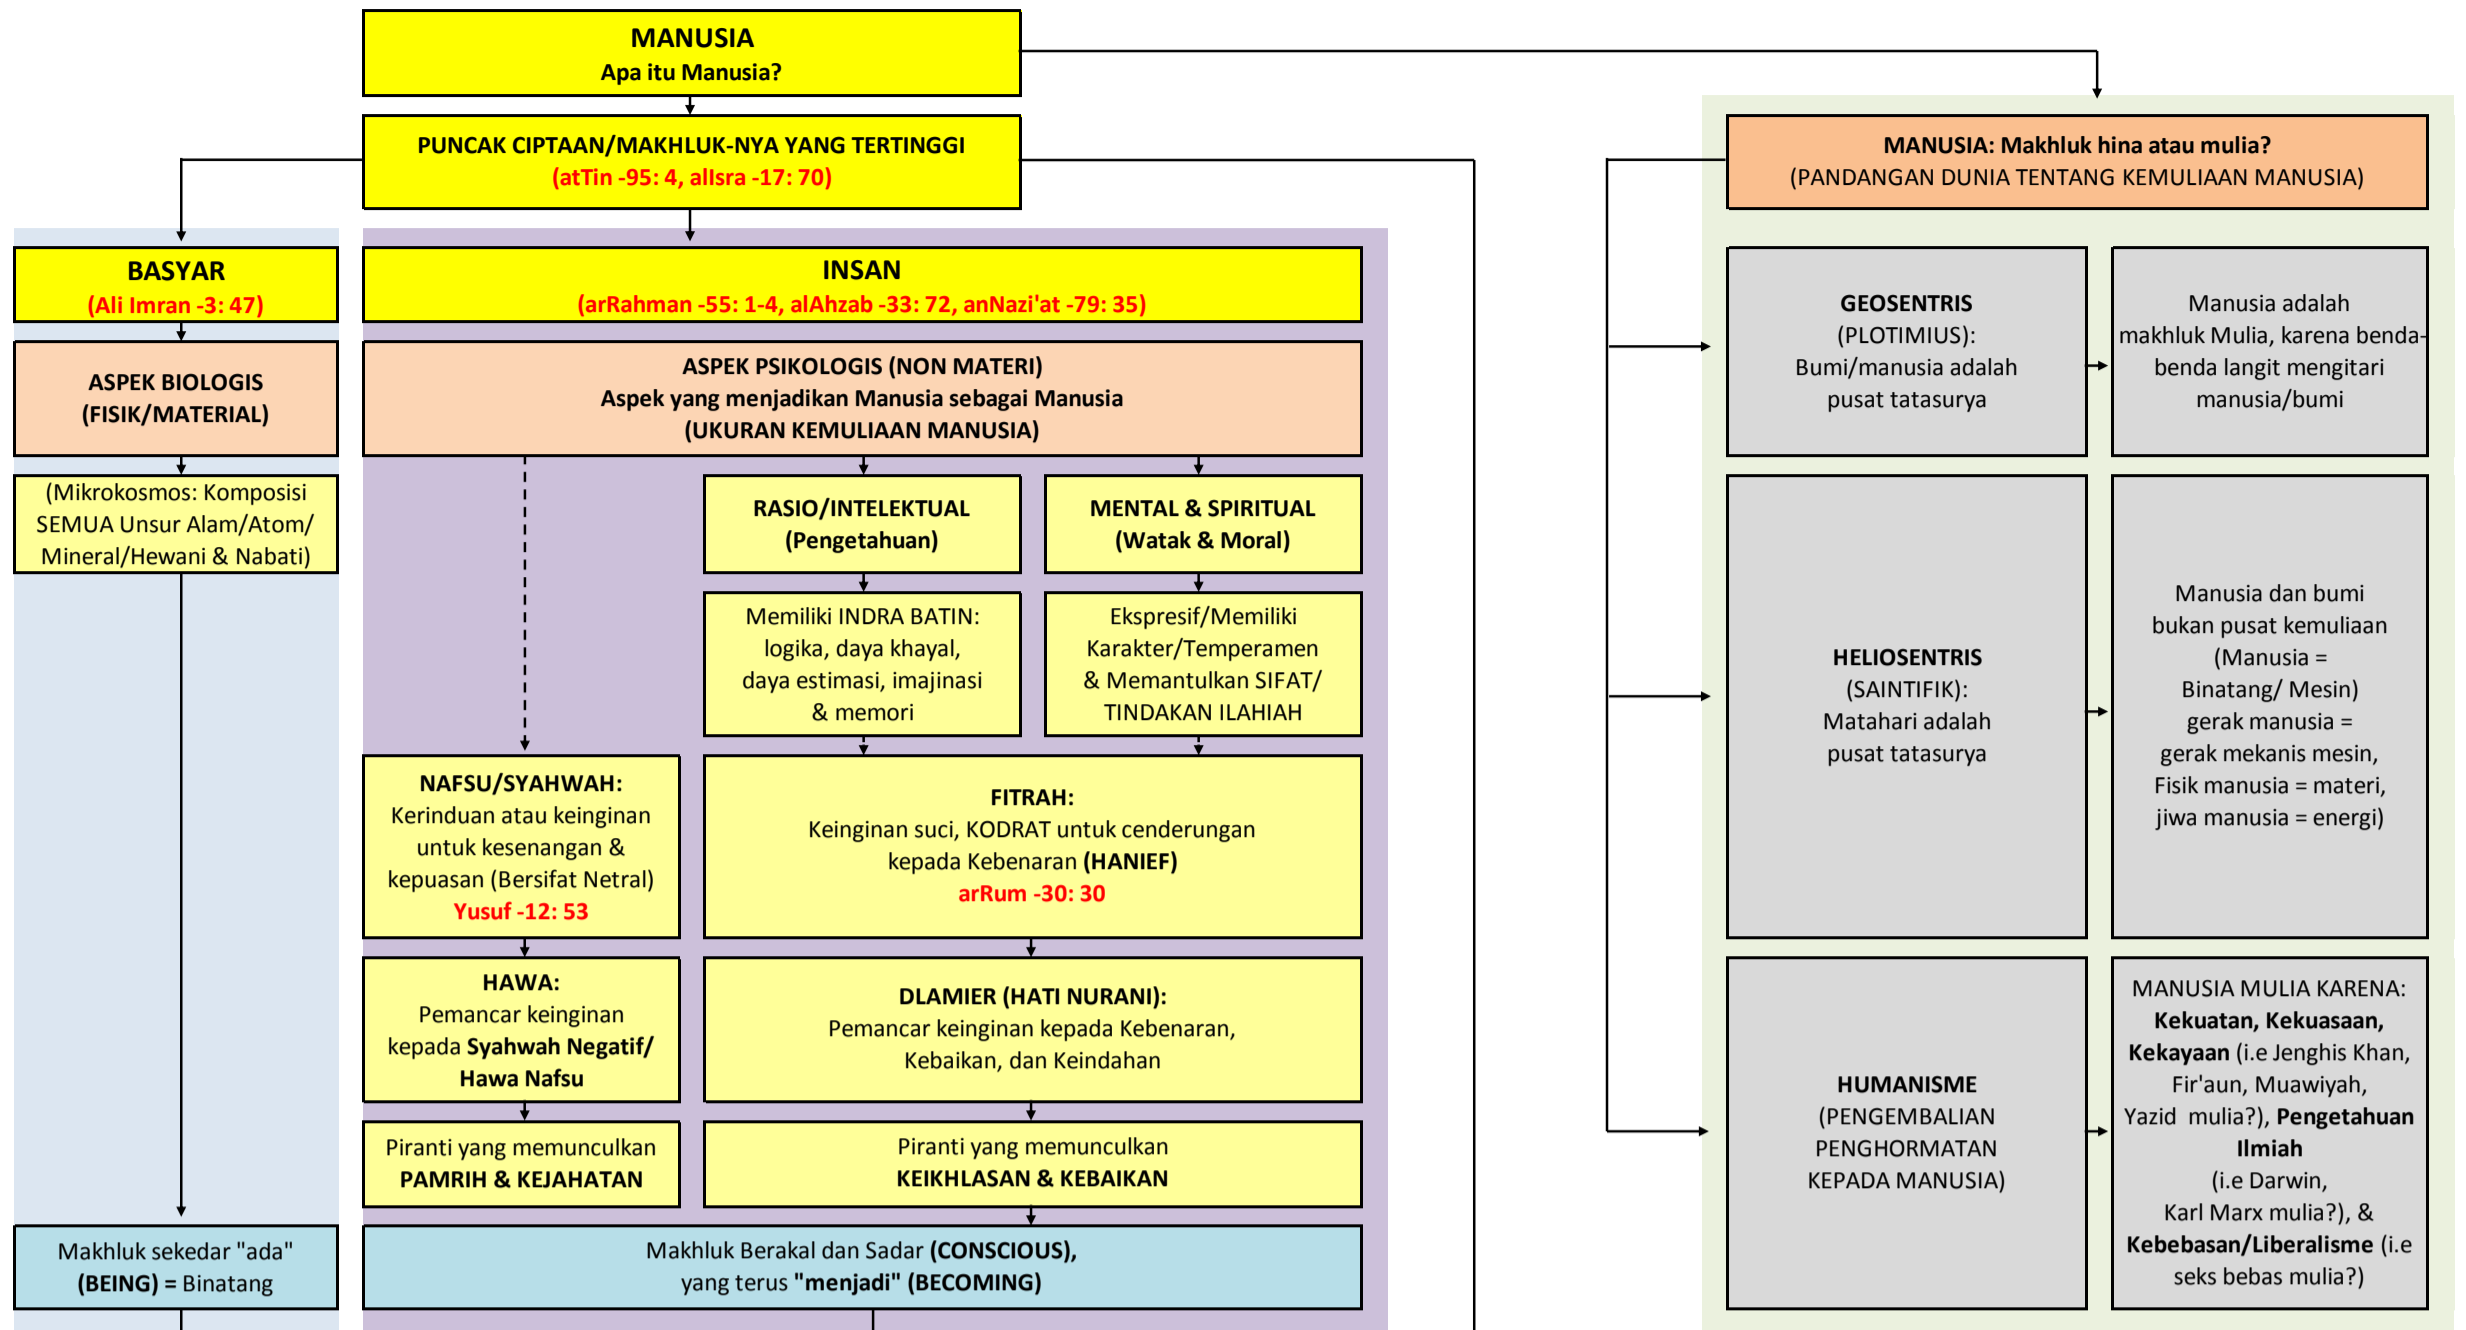 MANUSIA
Apa itu Manusia?
PUNCAK CIPTAAN/MAKHLUK-NYA YANG TERTINGGI
(atTin -95: 4, alIsra -17: 70)
BASYAR
(Ali Imran -3: 47)
ASPEK BIOLOGIS
(FISIK/MATERIAL)
(Mikrokosmos: Komposisi
SEMUA Unsur Alam/Atom/
Mineral/Hewani & Nabati)
Makhluk sekedar "ada"
(BEING) = Binatang
INSAN
(arRahman -55: 1-4, alAhzab -33: 72, anNazi'at -79: 35)
ASPEK PSIKOLOGIS (NON MATERI)
Aspek yang menjadikan Manusia sebagai Manusia
(UKURAN KEMULIAAN MANUSIA)
RASIO/INTELEKTUAL
(Pengetahuan)
MENTAL & SPIRITUAL
(Watak & Moral)
Memiliki INDRA BATIN:
logika, daya khayal,
daya estimasi, imajinasi
& memori
Ekspresif/Memiliki
Karakter/Temperamen
& Memantulkan SIFAT/
TINDAKAN ILAHIAH
NAFSU/SYAHWAH:
Kerinduan atau keinginan
untuk kesenangan &
kepuasan (Bersifat Netral)
Yusuf -12: 53
FITRAH:
Keinginan suci, KODRAT untuk cenderungan
kepada Kebenaran (HANIEF)
arRum -30: 30
HAWA:
Pemancar keinginan
kepada Syahwah Negatif/
Hawa Nafsu
DLAMIER (HATI NURANI):
Pemancar keinginan kepada Kebenaran,
Kebaikan, dan Keindahan
Piranti yang memunculkan
PAMRIH & KEJAHATAN
Piranti yang memunculkan
KEIKHLASAN & KEBAIKAN
Makhluk Berakal dan Sadar (CONSCIOUS),
yang terus "menjadi" (BECOMING)
MANUSIA: Makhluk hina atau mulia?
(PANDANGAN DUNIA TENTANG KEMULIAAN MANUSIA)
GEOSENTRIS
(PLOTIMIUS):
Bumi/manusia adalah
pusat tatasurya
Manusia adalah
makhluk Mulia, karena benda-
benda langit mengitari
manusia/bumi
HELIOSENTRIS
(SAINTIFIK):
Matahari adalah
pusat tatasurya
Manusia dan bumi
bukan pusat kemuliaan
(Manusia =
Binatang/ Mesin)
gerak manusia =
gerak mekanis mesin,
Fisik manusia = materi,
jiwa manusia = energi)
HUMANISME
(PENGEMBALIAN
PENGHORMATAN
KEPADA MANUSIA)
MANUSIA MULIA KARENA:
Kekuatan, Kekuasaan,
Kekayaan (i.e Jenghis Khan,
Fir'aun, Muawiyah,
Yazid  mulia?), Pengetahuan
Ilmiah
(i.e Darwin,
Karl Marx mulia?), &
Kebebasan/Liberalisme (i.e
seks bebas mulia?)